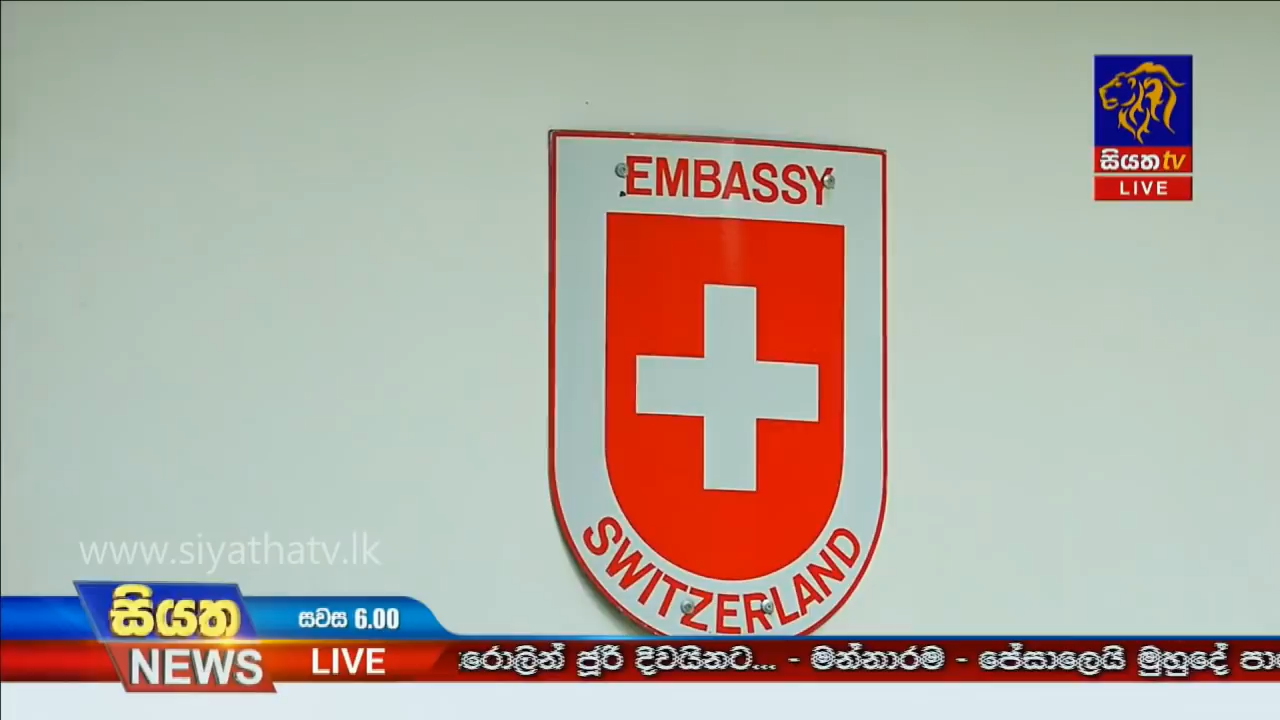 සියත tv
LIVE
EMBASSY
SWITZERLAND
www.siyathatv.lk
සියත
NEWS
සවස 6.00
LIVE
රොලින් ජූරි දිවයිනට... - මන්නාරම - පේසාලෙයි මුහුදේ